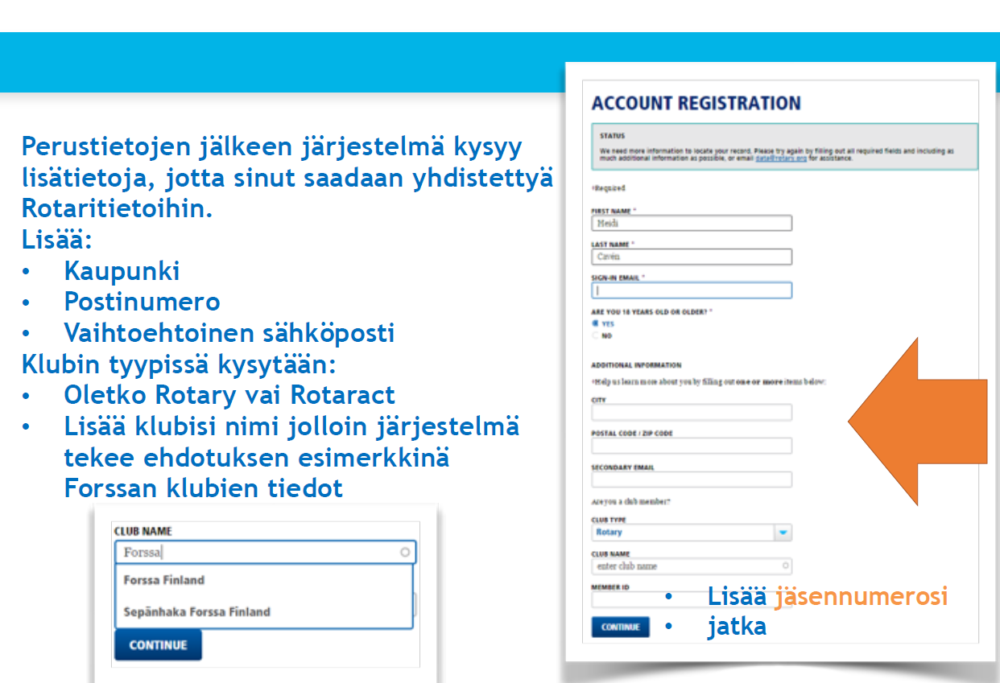 Perustietojen jälkeen järjestelmä kysyy
lisätietoja, jotta sinut saadaan yhdistettyä
Rotaritietoihin.
Lisää:
• Kaupunki
• Postinumero
• Vaihtoehtoinen sähköposti
Klubin tyypissä kysytään:
• Oletko Rotary vai Rotaract
• Lisää klubisi nimi jolloin järjestelmä
tekee ehdotuksen esimerkkinä
Forssan klubien tiedot
CLUB NAME
Forssa
Forssa Finland
Sepänhaka Forssa Finland
CONTINUE
ACCOUNT REGISTRATION
STATUS
We need more information to locate your record. Please try again by filling out all required fields and including as
much additional information as possible, or email data@rotary.org for assistance.
*Required
FIRST NAME *
Heidi
LAST NAME *
Cavén
SIGN-IN EMAIL *
ARE YOU 18 YEARS OLD OR OLDER? *
YES
NO
ADDITIONAL INFORMATION
*Help us learn more about you by filling out one or more items below:
CITY
POSTAL CODE / ZIP CODE
SECONDARY EMAIL
Are you a club member?
CLUB TYPE
Rotary
CLUB NAME
enter club name
MEMBER ID
• Lisää jäsennumerosi
CONTINUE
• jatka